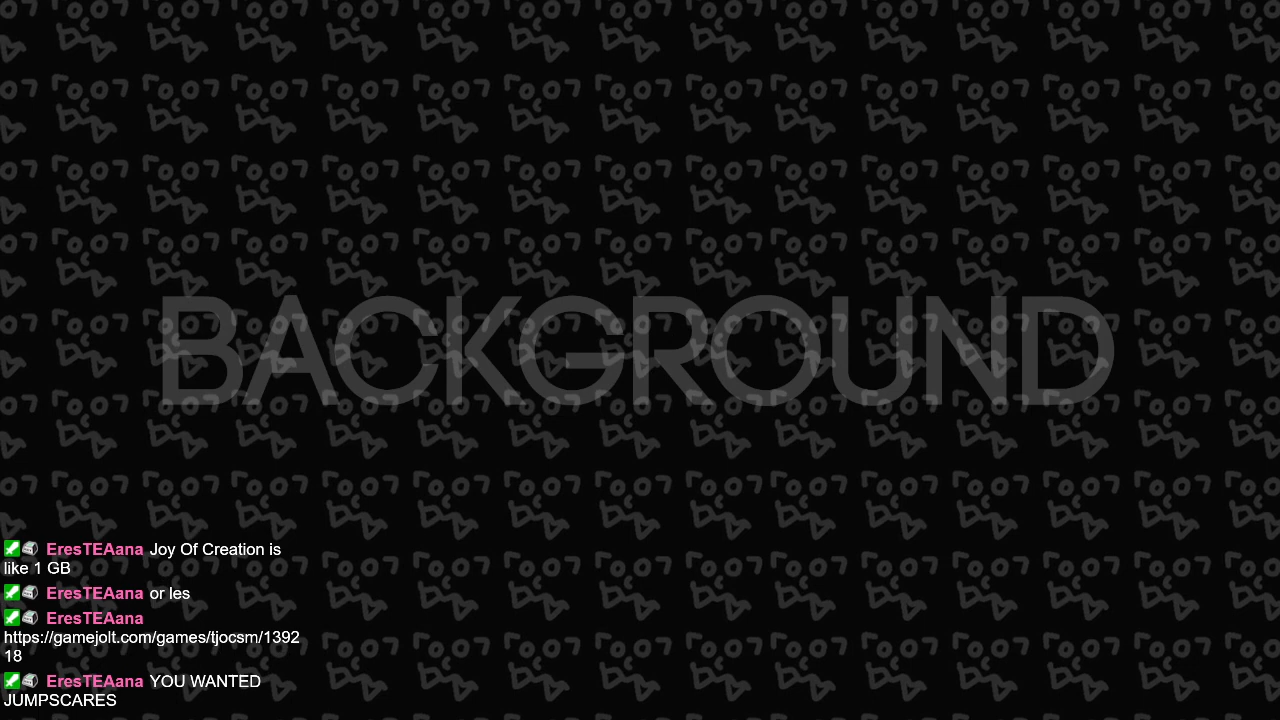 BACKGROUND
EresTEAana Joy Of Creation is
like 1 GB
EresTEAana or les
EresTEAana
https://gamejolt.com/games/tjocsm/1392
18
EresTEAana YOU WANTED
JUMPSCARES